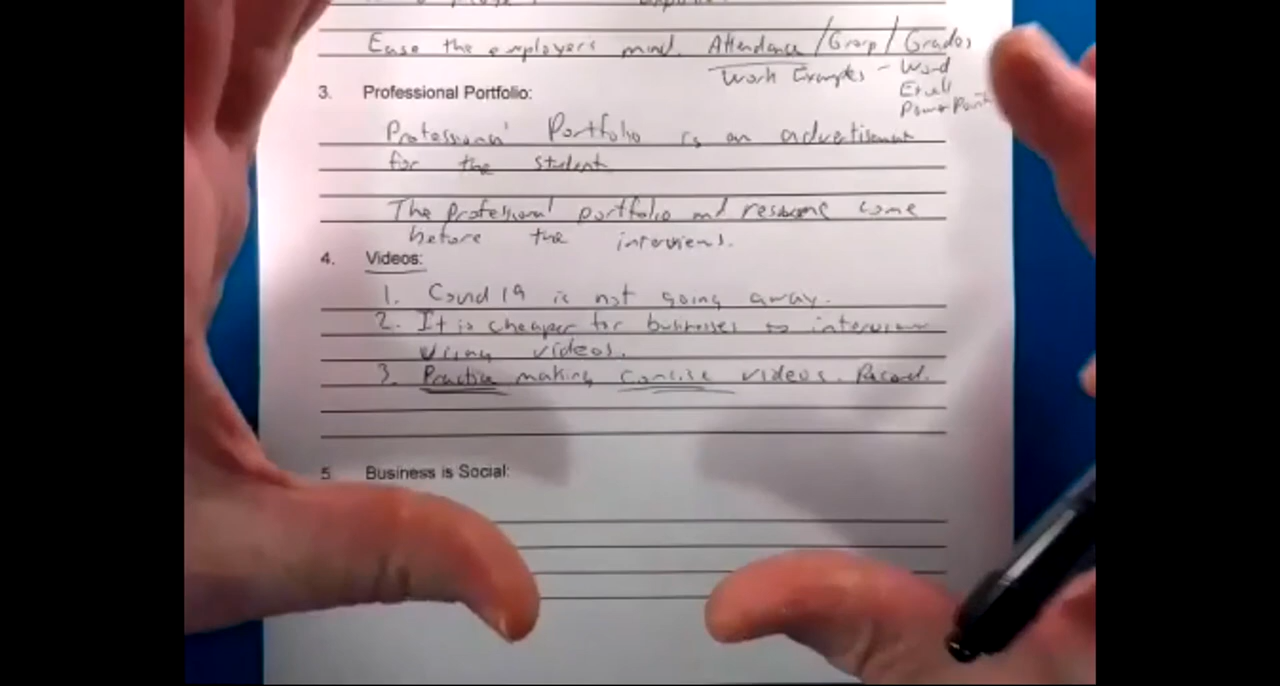 Ease the employers mind. Attendance / Group / Grades
Work Examples - Word
Excell
PowerPoint
3. Professional Portfolio:
Professional Portfolio is an advertisement
for the student
The professional portfolio and resume come
before the interviews.
4. Videos:
1. Covid 19 is not going away.
2. It is cheaper for businesses to interview
using videos.
3. Practice making concise videos. Record.
5. Business is Social: